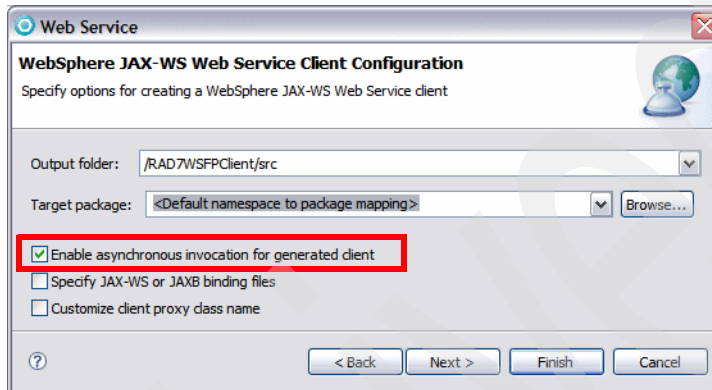 Web Service
WebSphere JAX-WS Web Service Client Configuration
Specify options for creating a WebSphere JAX-WS Web Service client
Output folder: /RAD7WSFPClient/src
Target package: <Default namespace to package mapping> Browse...
Enable asynchronous invocation for generated client
Specify JAX-WS or JAXB binding files
Customize client proxy class name
? < Back Next > Finish Cancel